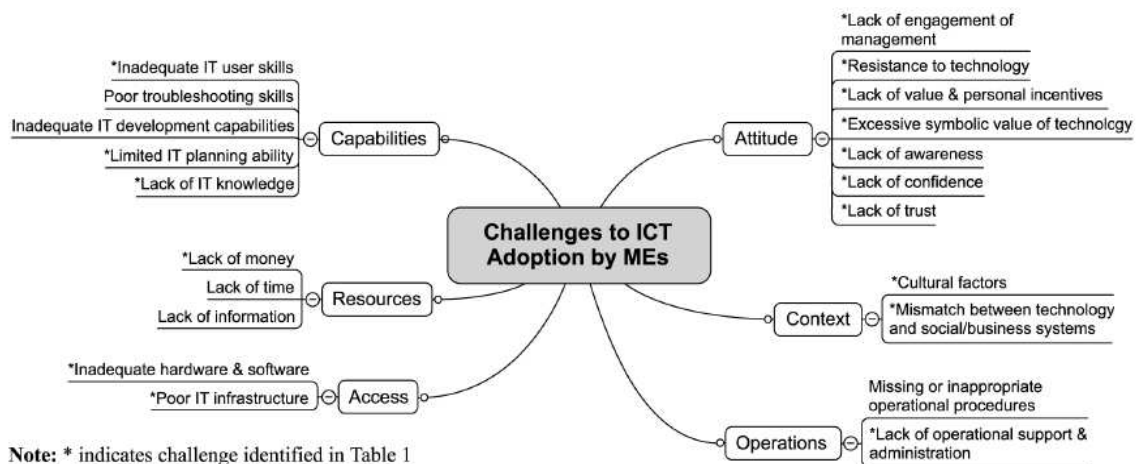 *Inadequate IT user skills
Poor troubleshooting skills
Inadequate IT development capabilities
*Limited IT planning ability
*Lack of IT knowledge
Capabilities
*Lack of engagement of
management
*Resistance to technology
*Lack of value & personal incentives
*Excessive symbolic value of technology
*Lack of awareness
*Lack of confidence
*Lack of trust
Attitude
Challenges to ICT
Adoption by MEs
*Lack of money
Lack of time
Lack of information
Resources
*Cultural factors
*Mismatch between technology
and social/business systems
Context
*Inadequate hardware & software
*Poor IT infrastructure
Access
Missing or inappropriate
operational procedures
*Lack of operational support &
administration
Operations
Note: * indicates challenge identified in Table 1